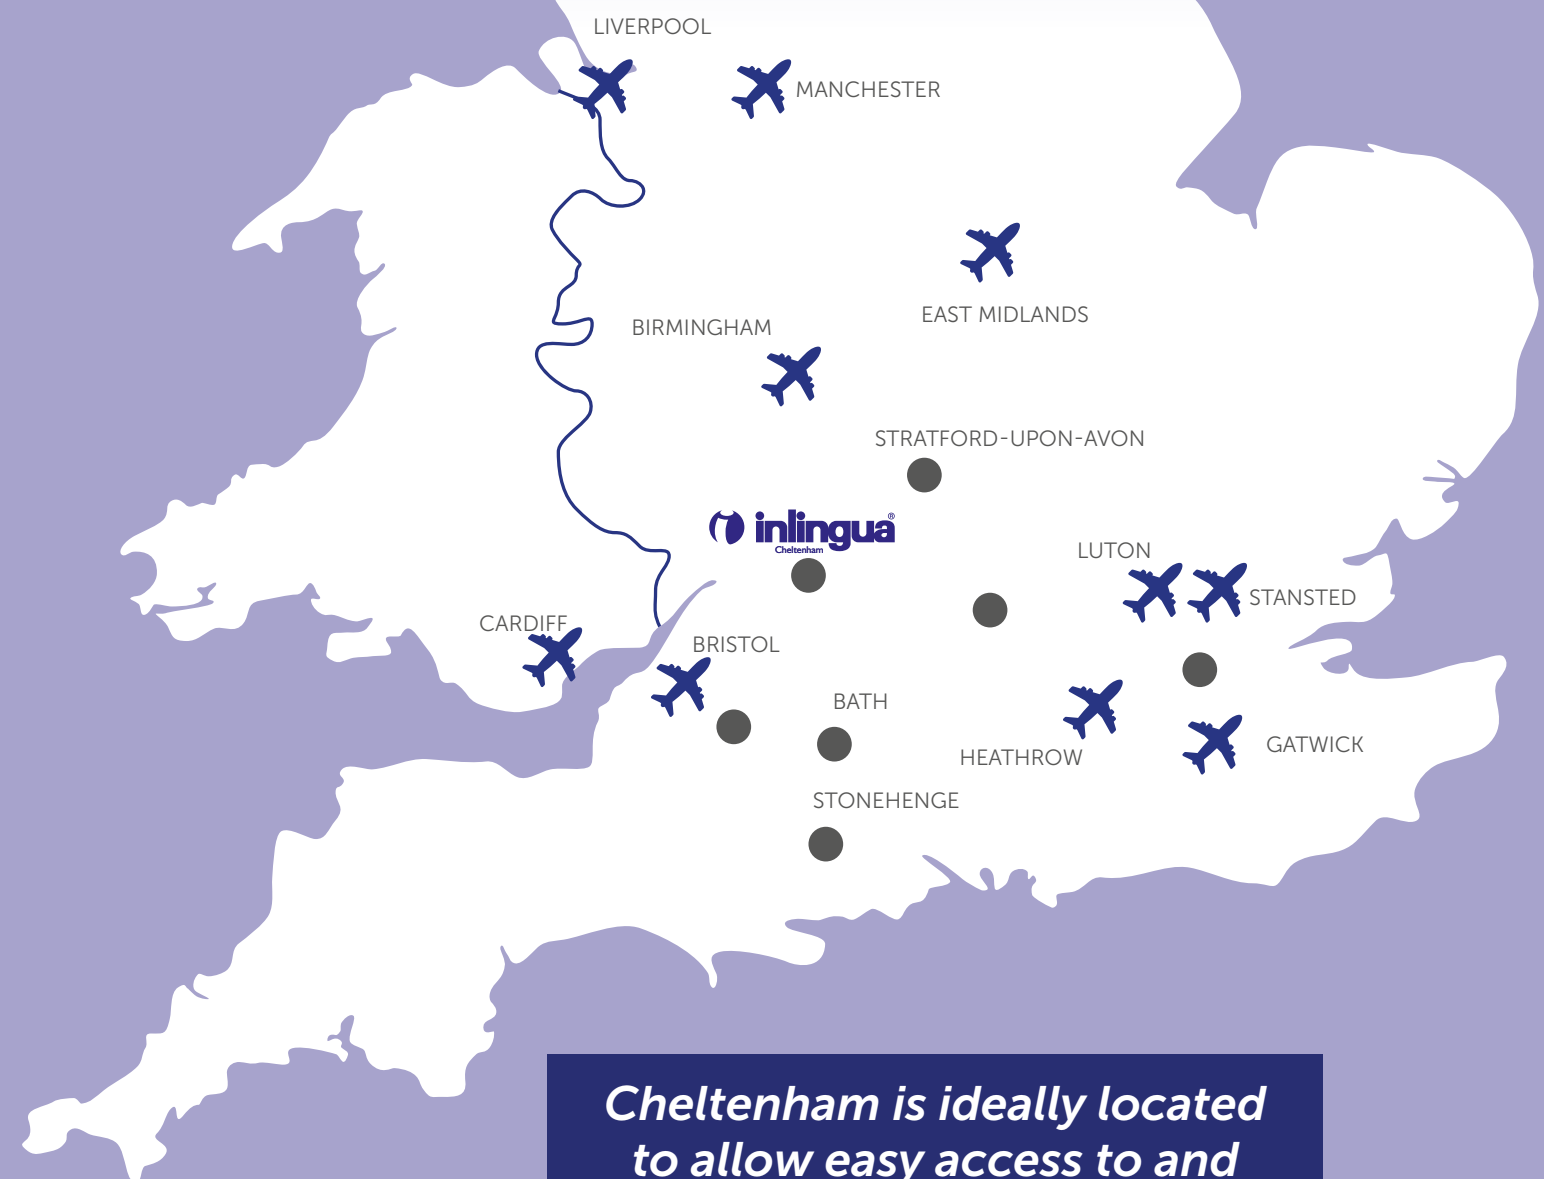 LIVERPOOL
MANCHESTER
EAST MIDLANDS
BIRMINGHAM
STRATFORD-UPON-AVON
inlingua®
Cheltenham
LUTON
STANSTED
CARDIFF
BRISTOL
BATH
HEATHROW
GATWICK
STONEHENGE
Cheltenham is ideally located
to allow easy access to and